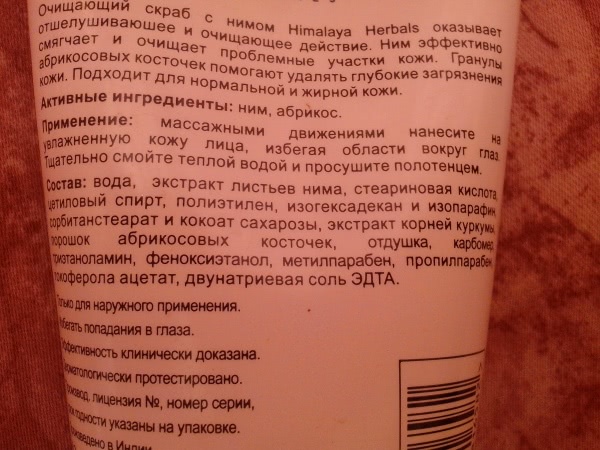 Очищающий скраб с нимом Himalaya Herbals оказывает
отшелушивающее и очищающее действие. Ним эффективно
смягчает и очищает проблемные участки кожи. Гранулы
абрикосовых косточек помогают удалять глубокие загрязнения
кожи. Подходит для нормальной и жирной кожи.
Активные ингредиенты: ним, абрикос.
Применение: массажными движениями нанесите на
увлажненную кожу лица, избегая области вокруг глаз.
Тщательно смойте теплой водой и просушите полотенцем.
Состав: вода, экстракт листьев нима, стеариновая кислота,
цетиловый спирт, полиэтилен, изогексадекан и изопарафин,
сорбитанстеарат и кокоат сахарозы, экстракт корней куркумы,
порошок абрикосовых косточек, отдушка, карбомер,
триэтаноламин, феноксиэтанол, метилпарабен, пропилпарабен,
токоферола ацетат, двунатриевая соль ЭДТА.
Только для наружного применения.
Избегать попадания в глаза.
Эффективность клинически доказана.
Дерматологически протестировано.
Производ. лицензия №, номер серии,
годности указаны на упаковке.
Произведено в Индии